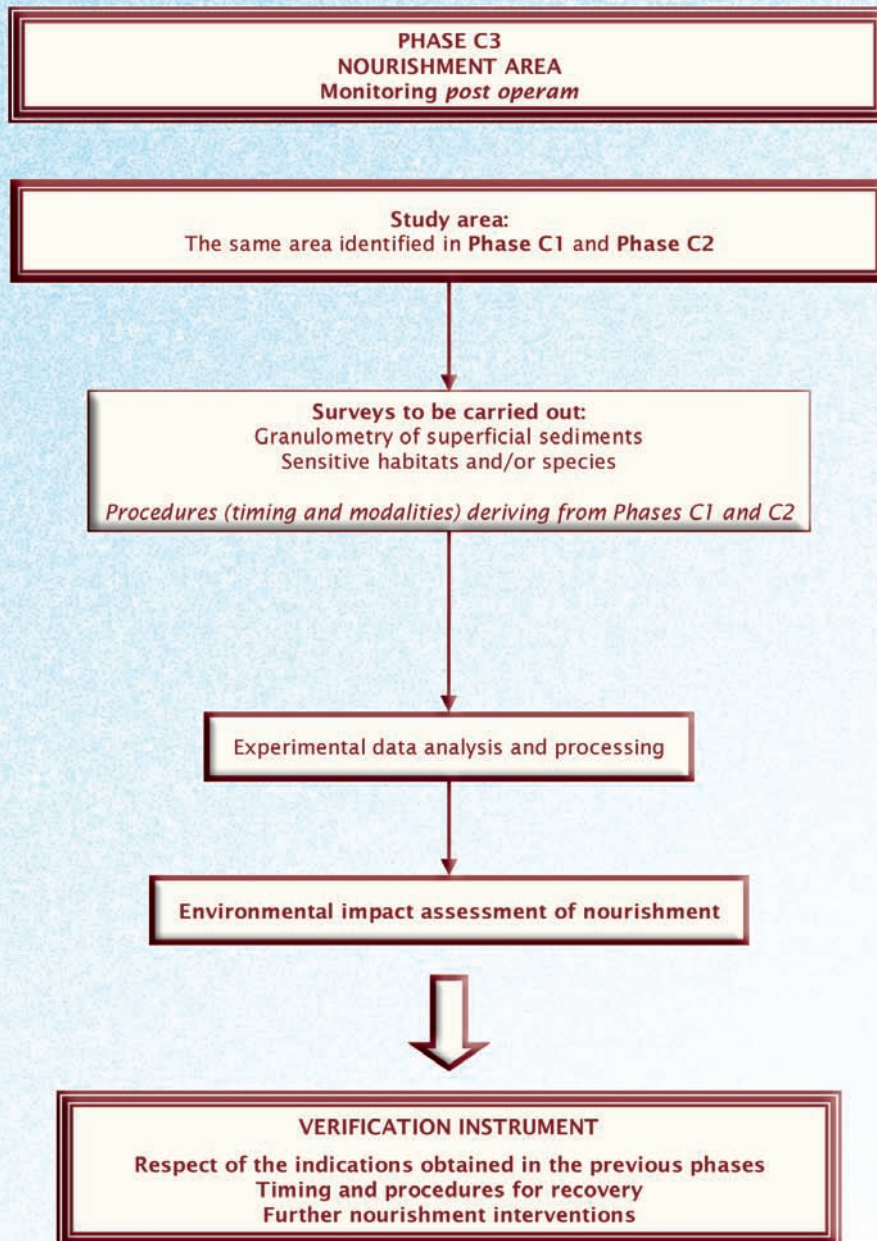 PHASE C3
NOURISHMENT AREA
Monitoring post operam
Study area:
The same area identified in Phase C1 and Phase C2
Surveys to be carried out:
Granulometry of superficial sediments
Sensitive habitats and/or species
Procedures (timing and modalities) deriving from Phases C1 and C2
Experimental data analysis and processing
Environmental impact assessment of nourishment
VERIFICATION INSTRUMENT
Respect of the indications obtained in the previous phases
Timing and procedures for recovery
Further nourishment interventions